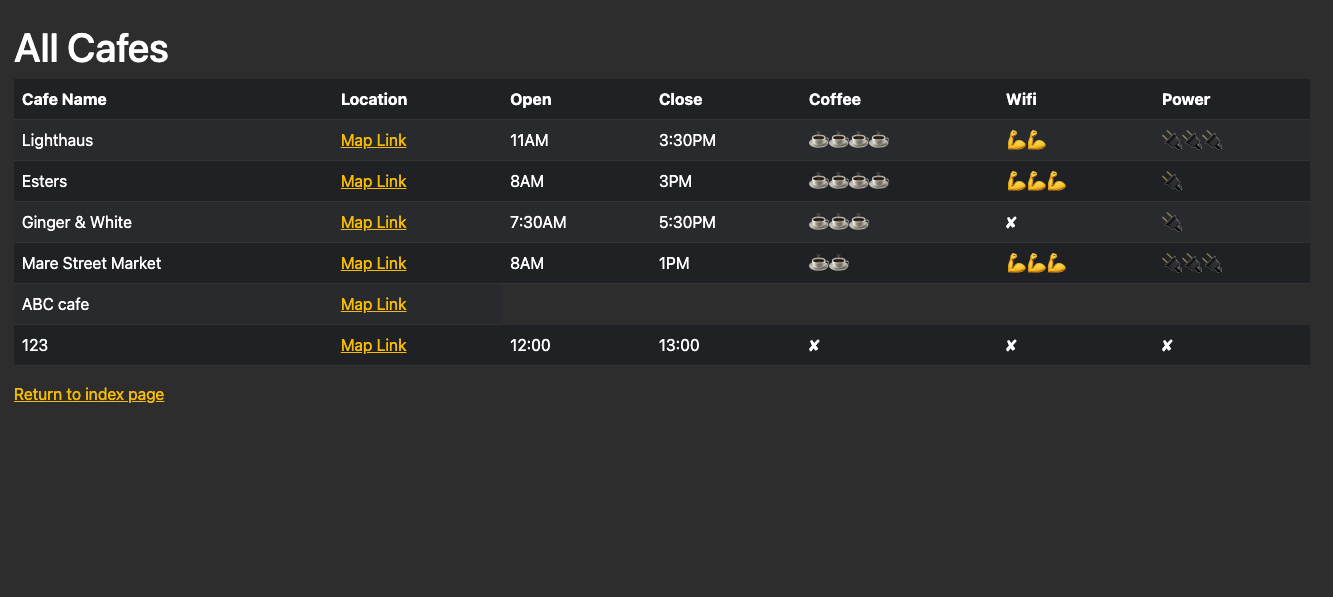 All Cafes
Cafe Name Location Open Close Coffee Wifi Power
Lighthaus Map Link 11AM 3:30PM ☕☕☕☕ 💪💪 🔌🔌🔌
Esters Map Link 8AM 3PM ☕☕☕☕ 💪💪💪 🔌
Ginger & White Map Link 7:30AM 5:30PM ☕☕☕ ✘ 🔌
Mare Street Market Map Link 8AM 1PM ☕☕ 💪💪💪 🔌🔌🔌
ABC cafe Map Link
123 Map Link 12:00 13:00 ✘ ✘ ✘
Return to index page